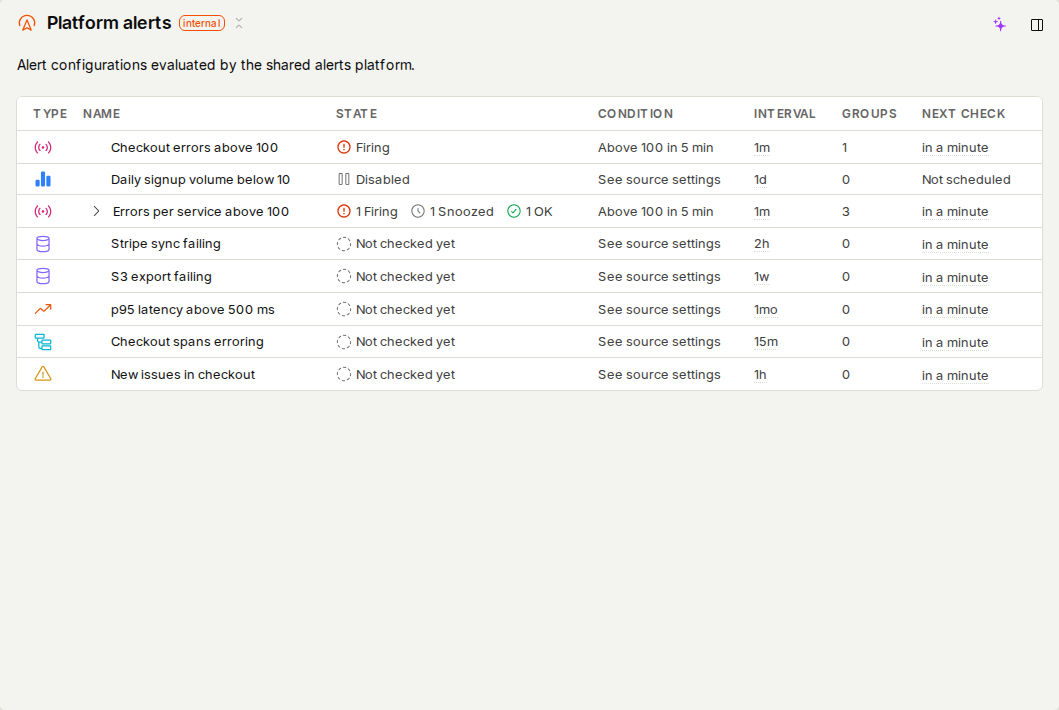 Platform alerts internal
Alert configurations evaluated by the shared alerts platform.
TYPE NAME STATE CONDITION INTERVAL GROUPS NEXT CHECK
Checkout errors above 100 Firing Above 100 in 5 min 1m 1 in a minute
Daily signup volume below 10 Disabled See source settings 1d 0 Not scheduled
Errors per service above 100 1 Firing 1 Snoozed 1 OK Above 100 in 5 min 1m 3 in a minute
Stripe sync failing Not checked yet See source settings 2h 0 in a minute
S3 export failing Not checked yet See source settings 1w 0 in a minute
p95 latency above 500 ms Not checked yet See source settings 1mo 0 in a minute
Checkout spans erroring Not checked yet See source settings 15m 0 in a minute
New issues in checkout Not checked yet See source settings 1h 0 in a minute